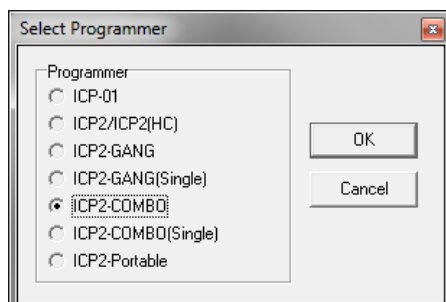 Select Programmer
Programmer
ICP-01
ICP2/ICP2(HC)
ICP2-GANG
ICP2-GANG(Single)
ICP2-COMBO
ICP2-COMBO(Single)
ICP2-Portable
OK
Cancel